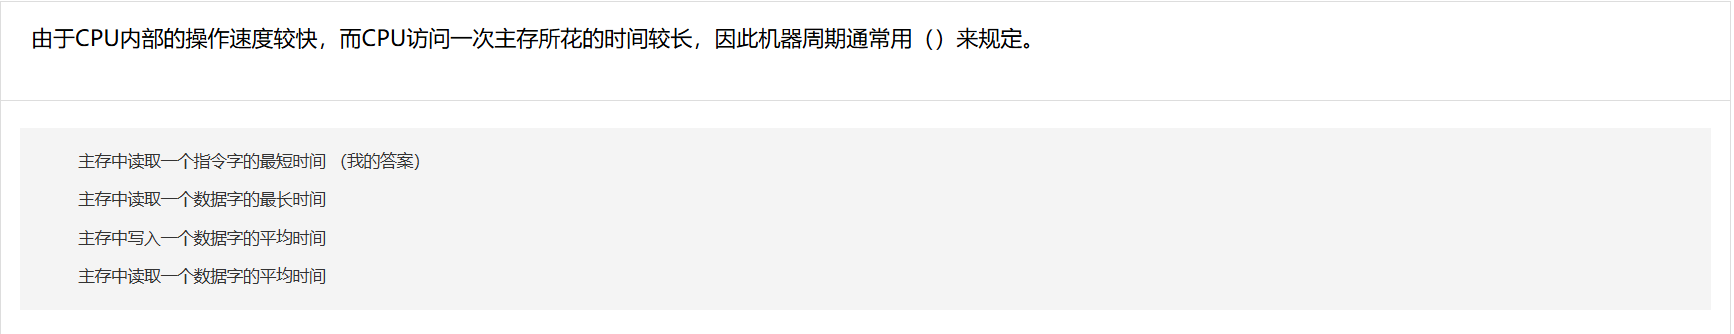 由于CPU内部的操作速度较快，而CPU访问一次主存所花的时间较长，因此机器周期通常用（）来规定。
主存中读取一个指令字的最短时间 （我的答案）
主存中读取一个数据字的最长时间
主存中写入一个数据字的平均时间
主存中读取一个数据字的平均时间